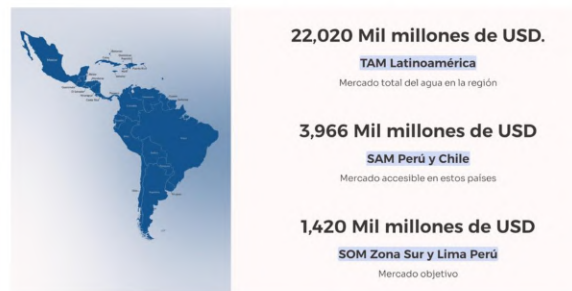 22,020 Mil millones de USD.
TAM Latinoamérica
Mercado total del agua en la región
3,966 Mil millones de USD
SAM Perú y Chile
Mercado accesible en estos países
1,420 Mil millones de USD
SOM Zona Sur y Lima Perú
Mercado objetivo